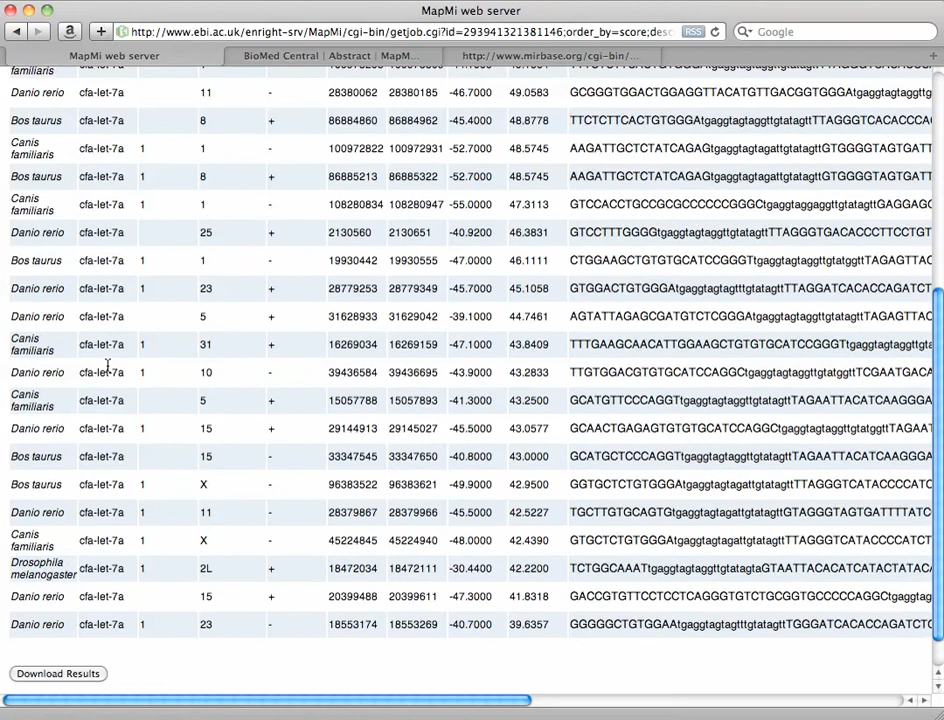 MapMi web server
http://www.ebi.ac.uk/enright-srv/MapMi/cgi-bin/getjob.cgi?id=293941321381146;order_by=score;desc RSS Google
MapMi web server BioMed Central | Abstract | MapM... http://www.mirbase.org/cgi-bin/...
familiaris
Danio rerio cfa-let-7a 11 - 28380062 28380185 -46.7000 49.0583 GCGGGTGGACTGGAGGTTACATGTTGACGGTGGGAtgaggtagtaggttg
Bos taurus cfa-let-7a 8 + 86884860 86884962 -45.4000 48.8778 TTCTCTTCACTGTGGGAtgaggtaggttgtatagttTTAGGGTCACACCCA
Canis familiaris cfa-let-7a 1 1 - 100972822 100972931 -52.7000 48.5745 AAGATTGCTCTATCAGAGtgaggtagtagattgtatagttGTGGGGTAGTGATT
Bos taurus cfa-let-7a 1 8 + 86885213 86885322 -52.7000 48.5745 AAGATTGCTCTATCAGAGtgaggtagtagattgtatagttGTGGGGTAGTGATT
Canis familiaris cfa-let-7a 1 1 - 108280834 108280947 -55.0000 47.3113 GTCCACCTGCCGCGCCCCCCGGGCtgaggtaggaggttgtatagttGAGGAGG
Danio rerio cfa-let-7a 25 + 2130560 2130651 -40.9200 46.3831 GTCCTTTGGGGtgaggtagtaggttgtatagttTTAGGGTGACACCCTTCCTGT
Bos taurus cfa-let-7a 1 1 - 19930442 19930555 -47.0000 46.1111 CTGGAAGCTGTGTGCATCCGGGTtgaggtagtaggttgtatggttTAGAGTTAC
Danio rerio cfa-let-7a 1 23 + 28779253 28779349 -45.7000 45.1058 GTGGACTGTGGGAtgaggtagtagtttgtatagttTTAGGATCACACCAGATCT
Danio rerio cfa-let-7a 5 + 31628933 31629042 -39.1000 44.7461 AGTATTAGAGCGATGTCTCGGGAtgaggtagtaggttgtatagttTAGAGTTA
Canis familiaris cfa-let-7a 1 31 + 16269034 16269159 -47.1000 43.8409 TTTGAAGCAACATTGGAAGCTGTGTGCATCCGGGTtgaggtagtaggttgta
Danio rerio cfa-let-7a 1 10 - 39436584 39436695 -43.9000 43.2833 TTGTGGACGTGTGCATCCAGGCtgaggtagtaggttgtatggttTCGAATGACA
Canis familiaris cfa-let-7a 5 + 15057788 15057893 -41.3000 43.2500 GCATGTTCCCAGGTtgaggtagtaggttgtatagttTAGAATTACATCAAGGGA
Danio rerio cfa-let-7a 1 15 + 29144913 29145027 -45.5000 43.0577 GCAACTGAGAGTGTGTGCATCCAGGCtgaggtagtaggttgtatggttTAGAAT
Bos taurus cfa-let-7a 15 + 33347545 33347650 -40.8000 43.0000 GCATGCTCCCAGGTtgaggtagtaggttgtatagttTAGAATTACATCAAGGGA
Bos taurus cfa-let-7a 1 X - 96383522 96383621 -49.9000 42.9500 GGTGCTCTGTGGGAtgaggtagtagattgtatagttTTAGGGTCATACCCCATC
Danio rerio cfa-let-7a 1 11 - 28379867 28379966 -45.5000 42.5227 TGCTTGTGCAGTGtgaggtagtaggttgtatagttGTAGGGTAGTGATTTTATC
Canis familiaris cfa-let-7a 1 X - 45224845 45224940 -48.0000 42.4390 GTGCTCTGTGGGAtgaggtagtagattgtatagttTTAGGGTCATACCCCATCT
Drosophila melanogaster cfa-let-7a 1 2L + 18472034 18472111 -30.4400 42.2200 TCTGGCAAATtgaggtagtaggttgtatagtaGTAATTACACATCATACTATAC
Danio rerio cfa-let-7a 15 + 20399488 20399611 -47.3000 41.8318 GACCGTGTTCCTCCTCAGGGTGTCTGCGGTGCCCCCAGGCtgaggtag
Danio rerio cfa-let-7a 1 23 - 18553174 18553269 -40.7000 39.6357 GGGGGCTGTGGAAtgaggtagtagtttgtatagttTGGGATCACACCAGATCTC
Download Results